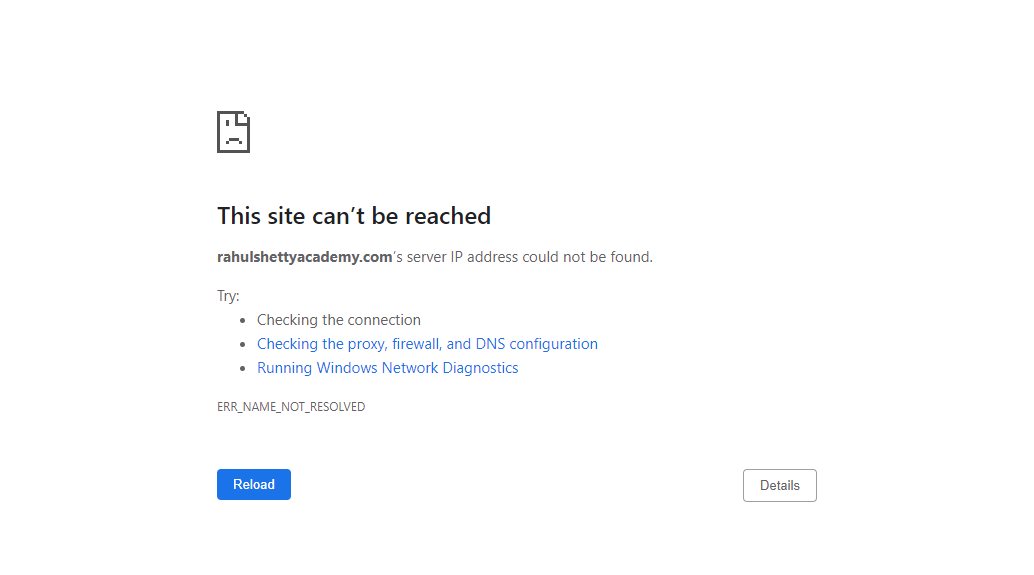 This site can’t be reached
rahulshettyacademy.com’s server IP address could not be found.
Try:
Checking the connection
Checking the proxy, firewall, and DNS configuration
Running Windows Network Diagnostics
ERR_NAME_NOT_RESOLVED
Reload
Details